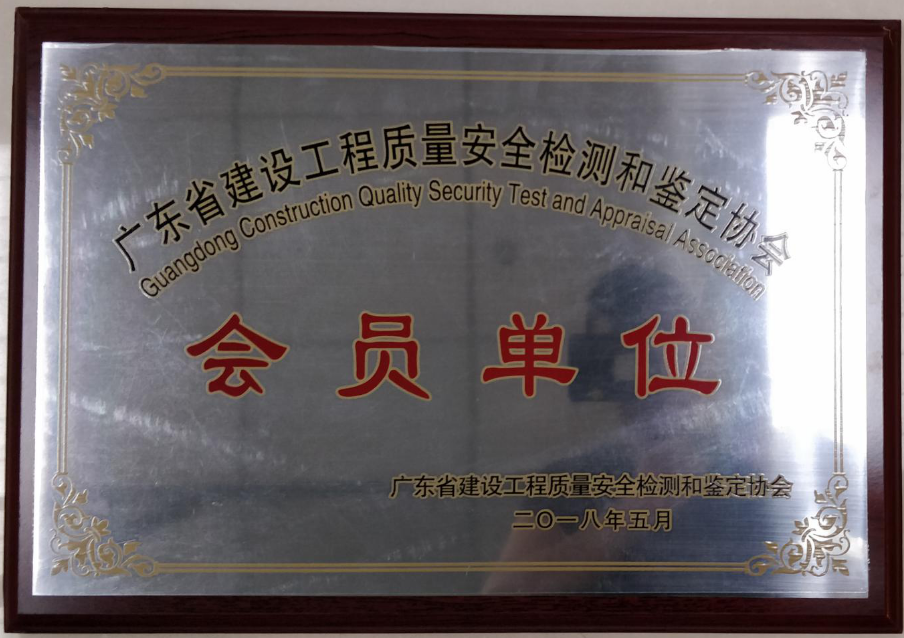 广东省建设工程质量安全检测和鉴定协会
Guangdong Construction Quality Security Test and Appraisal Association
会员单位
广东省建设工程质量安全检测和鉴定协会
二〇一八年五月